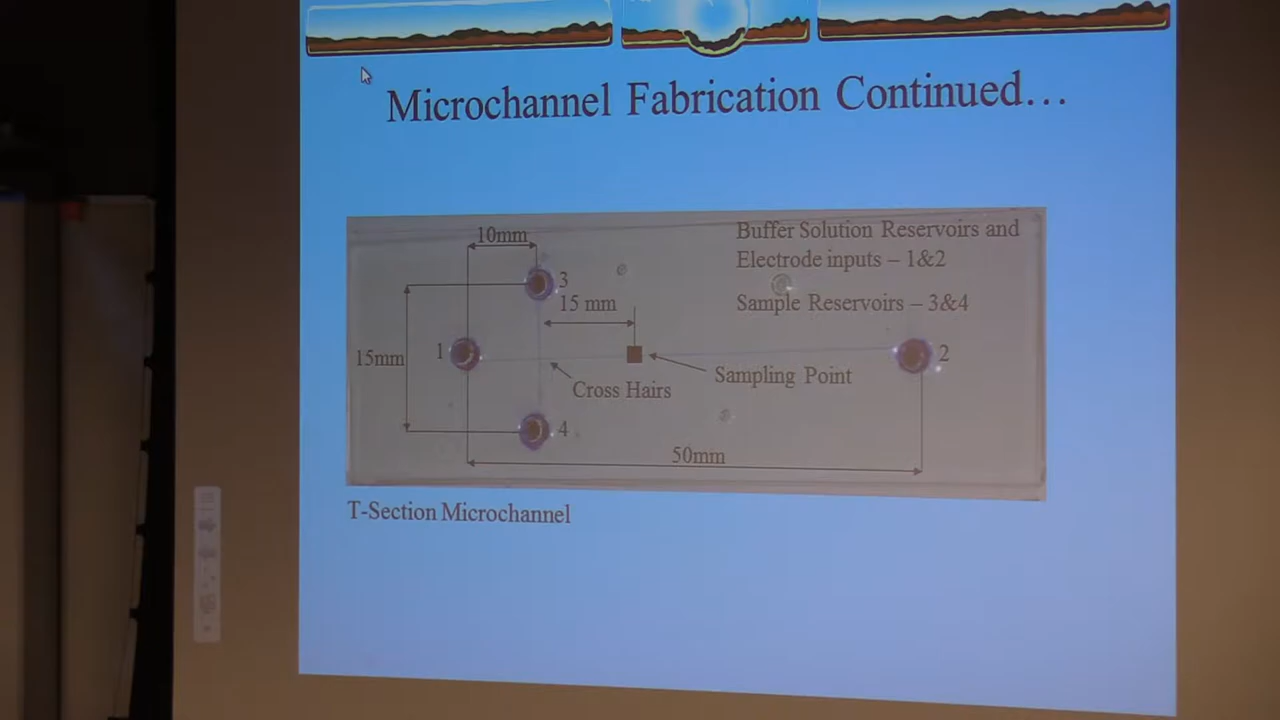 Microchannel Fabrication Continued…
10mm
Buffer Solution Reservoirs and
Electrode inputs – 1&2
3
15 mm
Sample Reservoirs – 3&4
15mm
1
2
Sampling Point
Cross Hairs
4
50mm
T-Section Microchannel